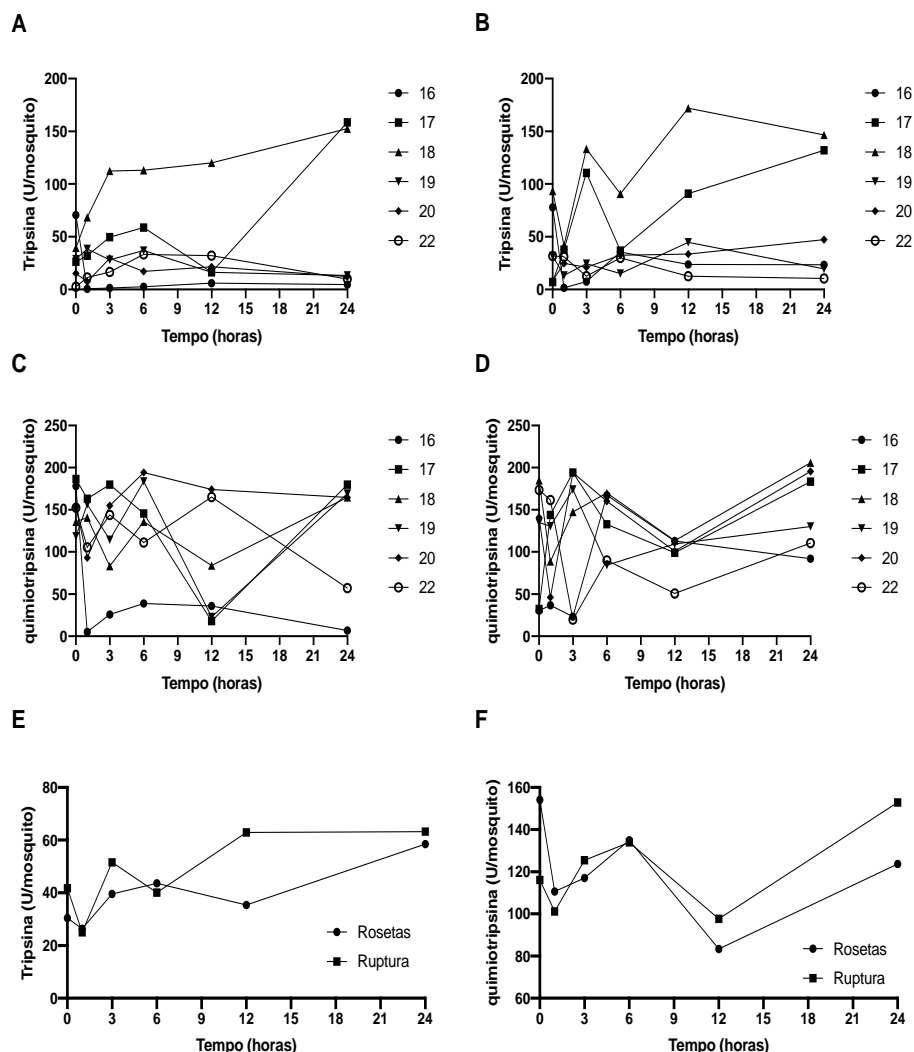 A
Tripsina (U/mosquito)
200
150
100
50
0
0 3 6 9 12 15 18 21 24
Tempo (horas)
16
17
18
19
20
22
B
Tripsina (U/mosquito)
200
150
100
50
0
0 3 6 9 12 15 18 21 24
Tempo (horas)
16
17
18
19
20
22
C
quimiotripsina (U/mosquito)
250
200
150
100
50
0
0 3 6 9 12 15 18 21 24
Tempo (horas)
16
17
18
19
20
22
D
quimiotripsina (U/mosquito)
250
200
150
100
50
0
0 3 6 9 12 15 18 21 24
Tempo (horas)
16
17
18
19
20
22
E
Tripsina (U/mosquito)
80
60
40
20
0
0 3 6 9 12 15 18 21 24
Tempo (horas)
Rosetas
Ruptura
F
quimiotripsina (U/mosquito)
160
140
120
100
80
60
0 3 6 9 12 15 18 21 24
Tempo (horas)
Rosetas
Ruptura